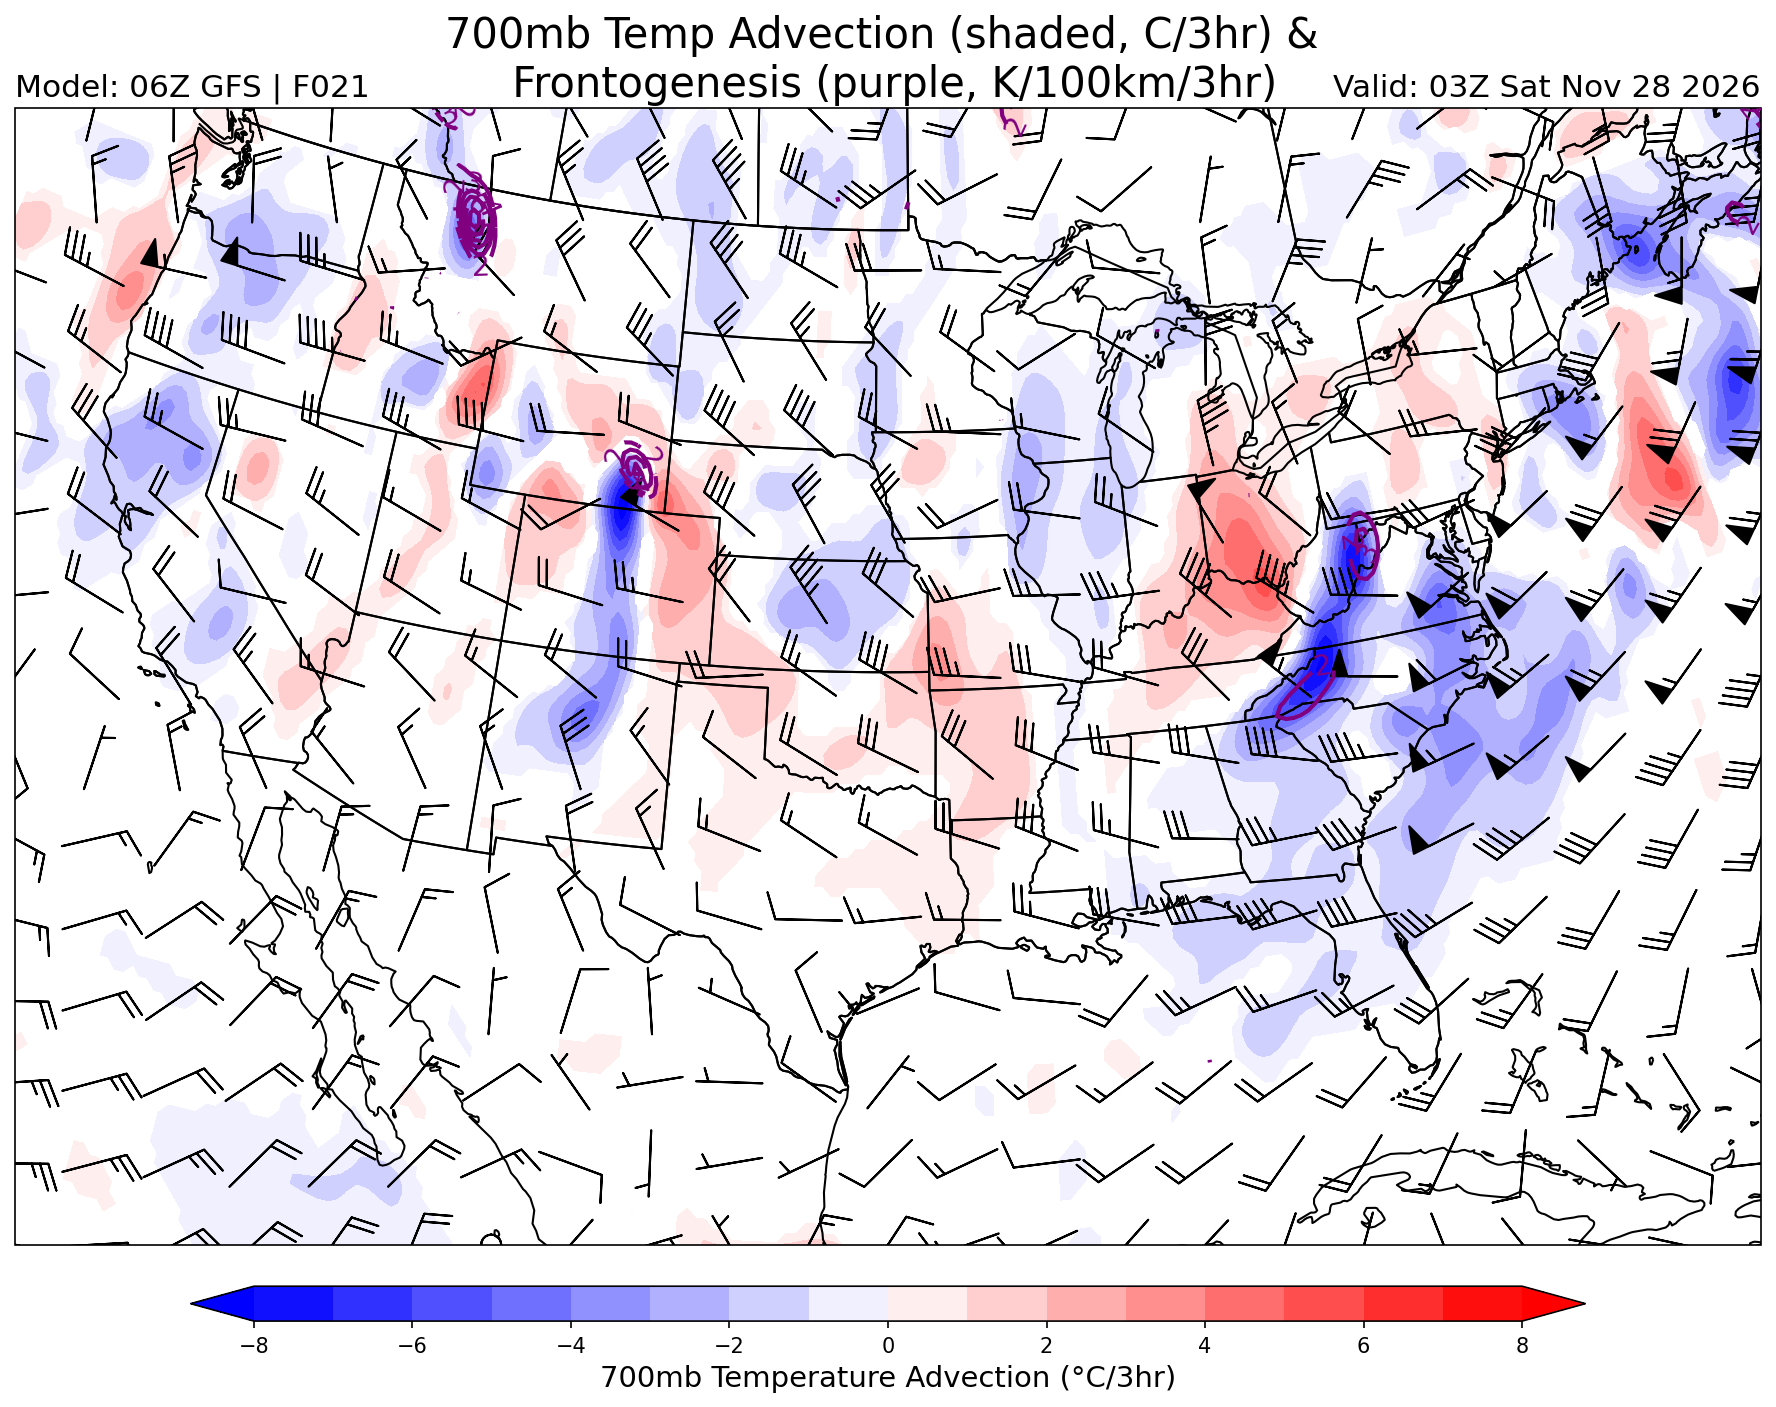 700mb Temp Advection (shaded, C/3hr) &
Model: 06Z GFS | F021
Frontogenesis (purple, K/100km/3hr)
Valid: 03Z Sat Nov 28 2026
−8 −6 −4 −2 0 2 4 6 8
700mb Temperature Advection (°C/3hr)